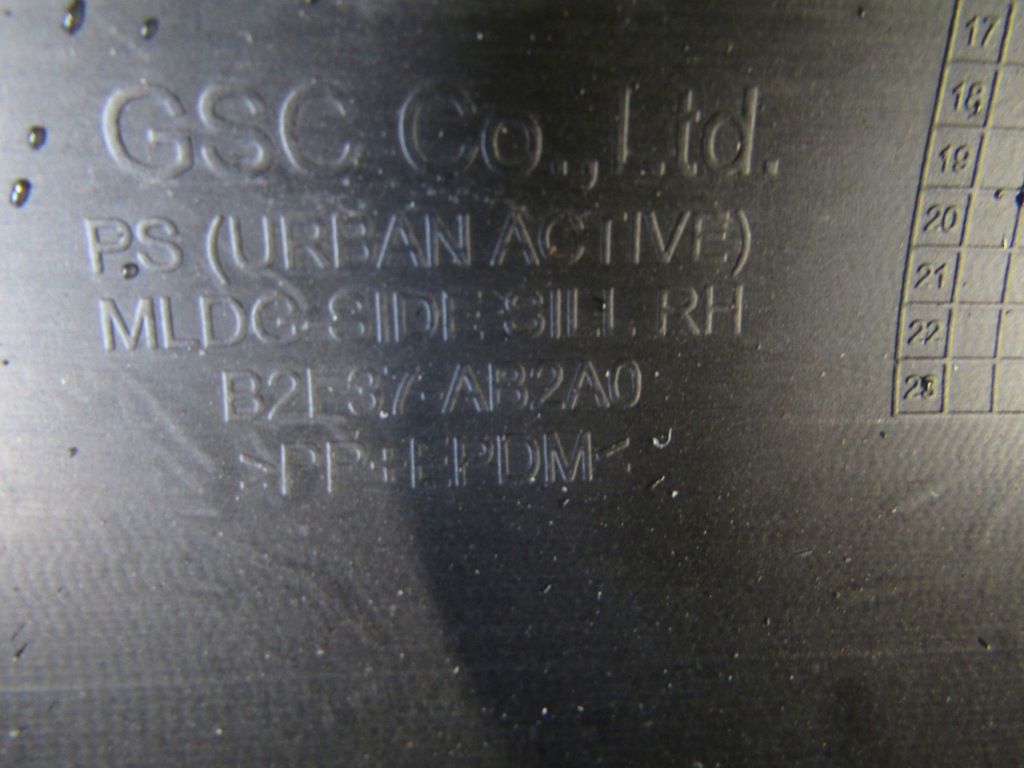 GSC Co.,Ltd.
PS (URBAN ACTIVE)
MLDG-SIDE SILL RH
B2F37-AB2A0
>PP+EPDM<
17
18
19
20
21
22
23